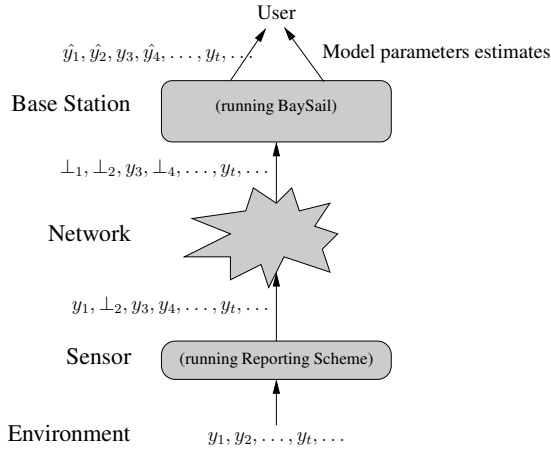 User
ŷ₁, ŷ₂, y₃, ŷ₄, . . . , yₜ, . . .
Model parameters estimates
Base Station
(running BaySail)
⊥₁, ⊥₂, y₃, ⊥₄, . . . , yₜ, . . .
Network
y₁, ⊥₂, y₃, y₄, . . . , yₜ, . . .
Sensor
(running Reporting Scheme)
Environment
y₁, y₂, . . . , yₜ, . . .